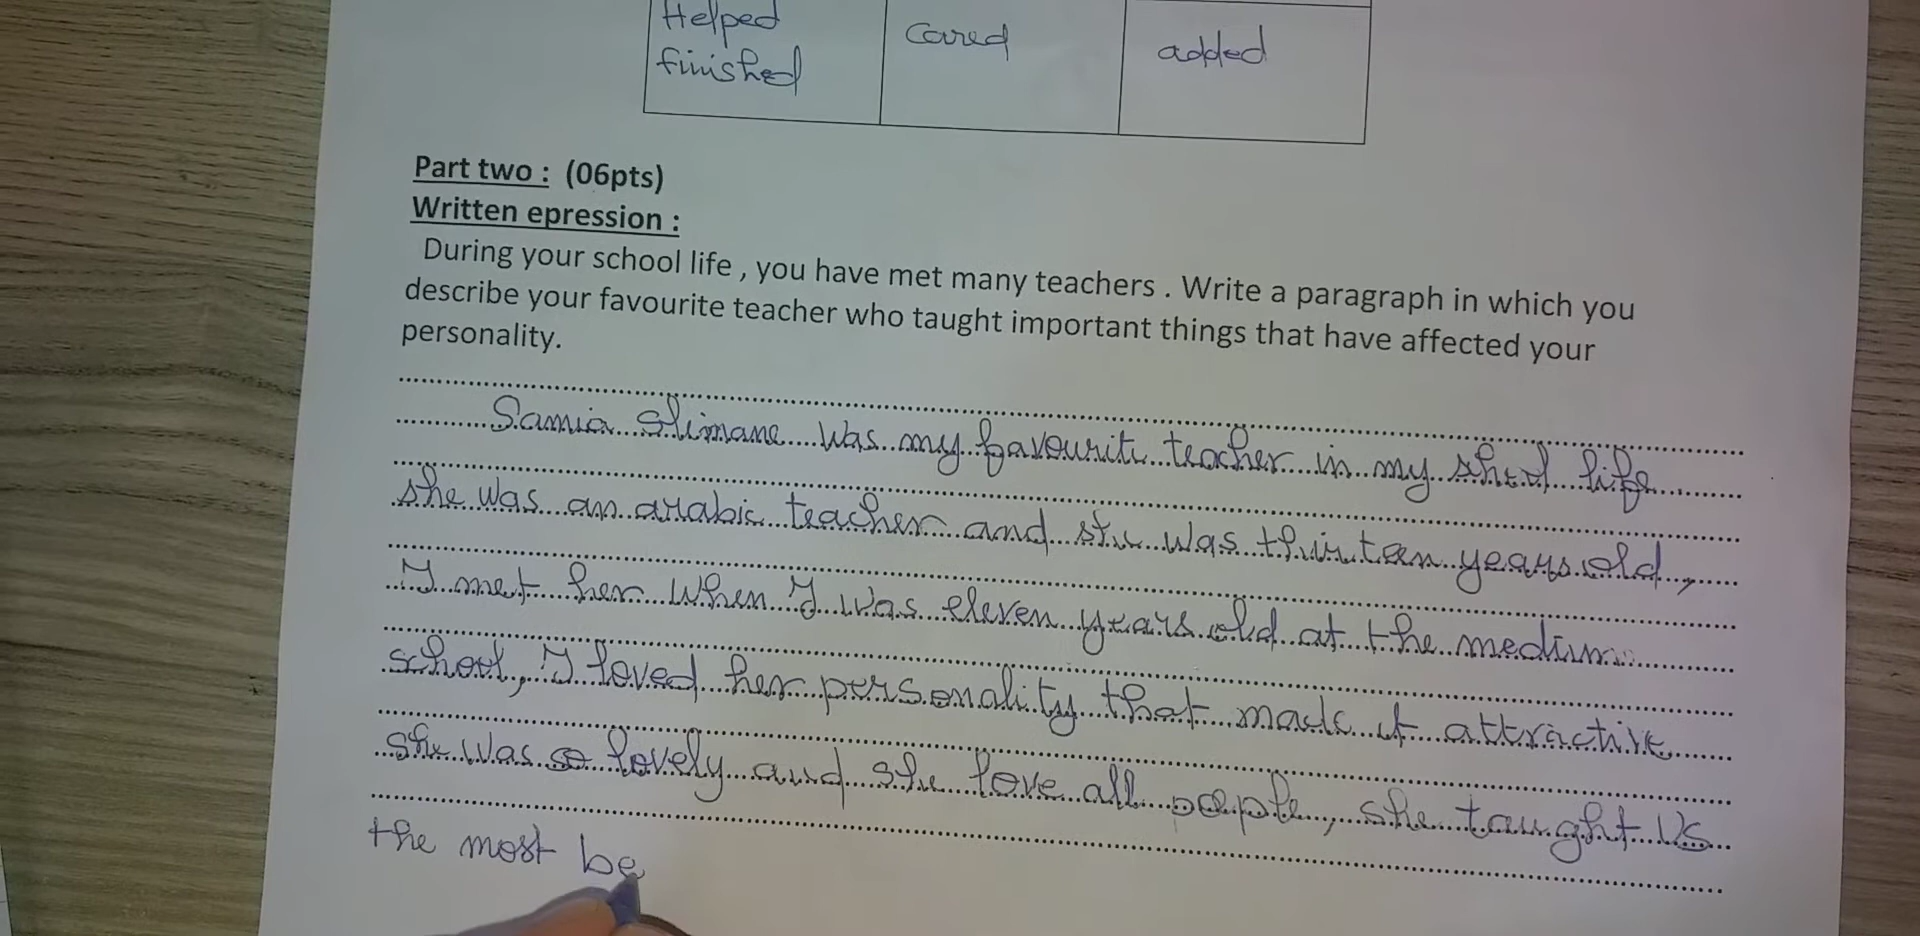 Helped
finished
cared
added
Part two : (06pts)
Written epression :
During your school life , you have met many teachers . Write a paragraph in which you
describe your favourite teacher who taught important things that have affected your
personality.
Samia Slimane was my favourite teacher in my school life
she was an arabic teacher and she was thirteen years old,
I met her when I was eleven years old at the medium
school, I loved her personality that made it attractive
she was so lovely and she love all people, she taught us
the most be